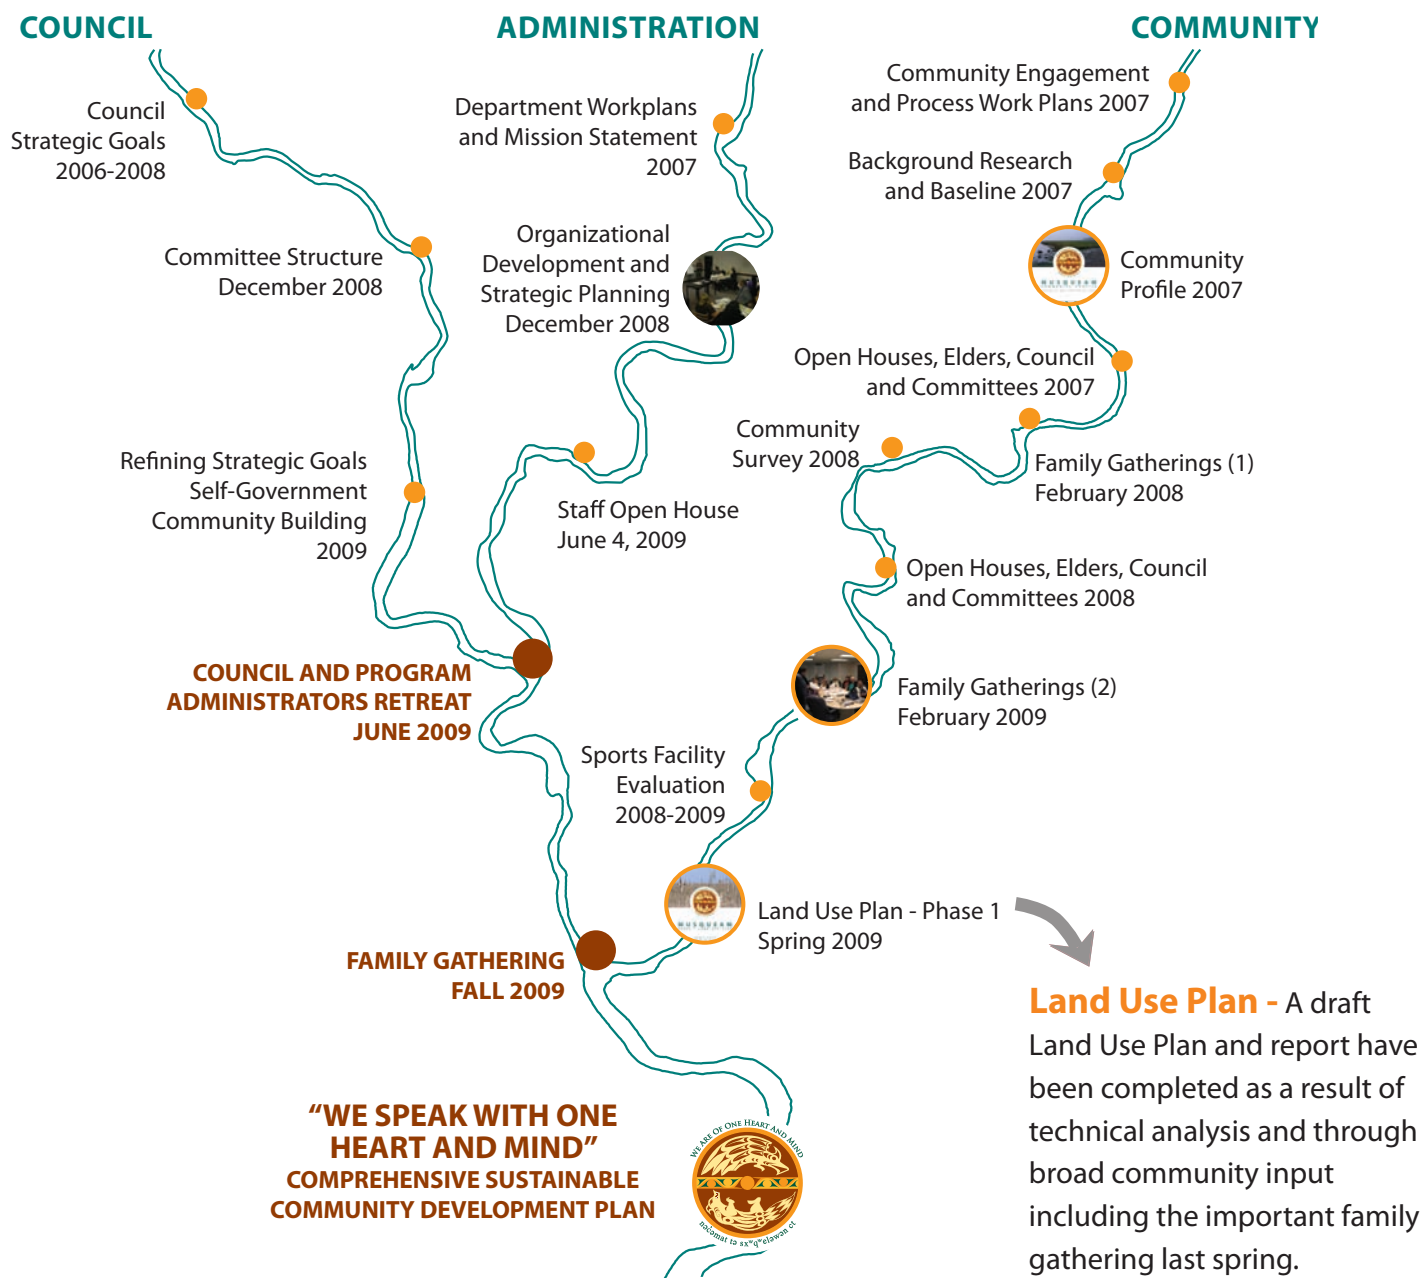 COUNCIL
ADMINISTRATION
COMMUNITY
Council
Strategic Goals
2006-2008
Committee Structure
December 2008
Refining Strategic Goals
Self-Government
Community Building
2009
Department Workplans
and Mission Statement
2007
Organizational
Development and
Strategic Planning
December 2008
Staff Open House
June 4, 2009
Community Engagement
and Process Work Plans 2007
Background Research
and Baseline 2007
Community
Profile 2007
MUSQUEAM
Open Houses, Elders, Council
and Committees 2007
Family Gatherings (1)
February 2008
Community
Survey 2008
Open Houses, Elders, Council
and Committees 2008
Family Gatherings (2)
February 2009
Sports Facility
Evaluation
2008-2009
MUSQUEAM
Land Use Plan - Phase 1
Spring 2009
COUNCIL AND PROGRAM
ADMINISTRATORS RETREAT
JUNE 2009
FAMILY GATHERING
FALL 2009
“WE SPEAK WITH ONE
HEART AND MIND”
COMPREHENSIVE SUSTAINABLE
COMMUNITY DEVELOPMENT PLAN
WE ARE OF ONE HEART AND MIND
Land Use Plan - A draft
Land Use Plan and report have
been completed as a result of
technical analysis and through
broad community input
including the important family
gathering last spring.